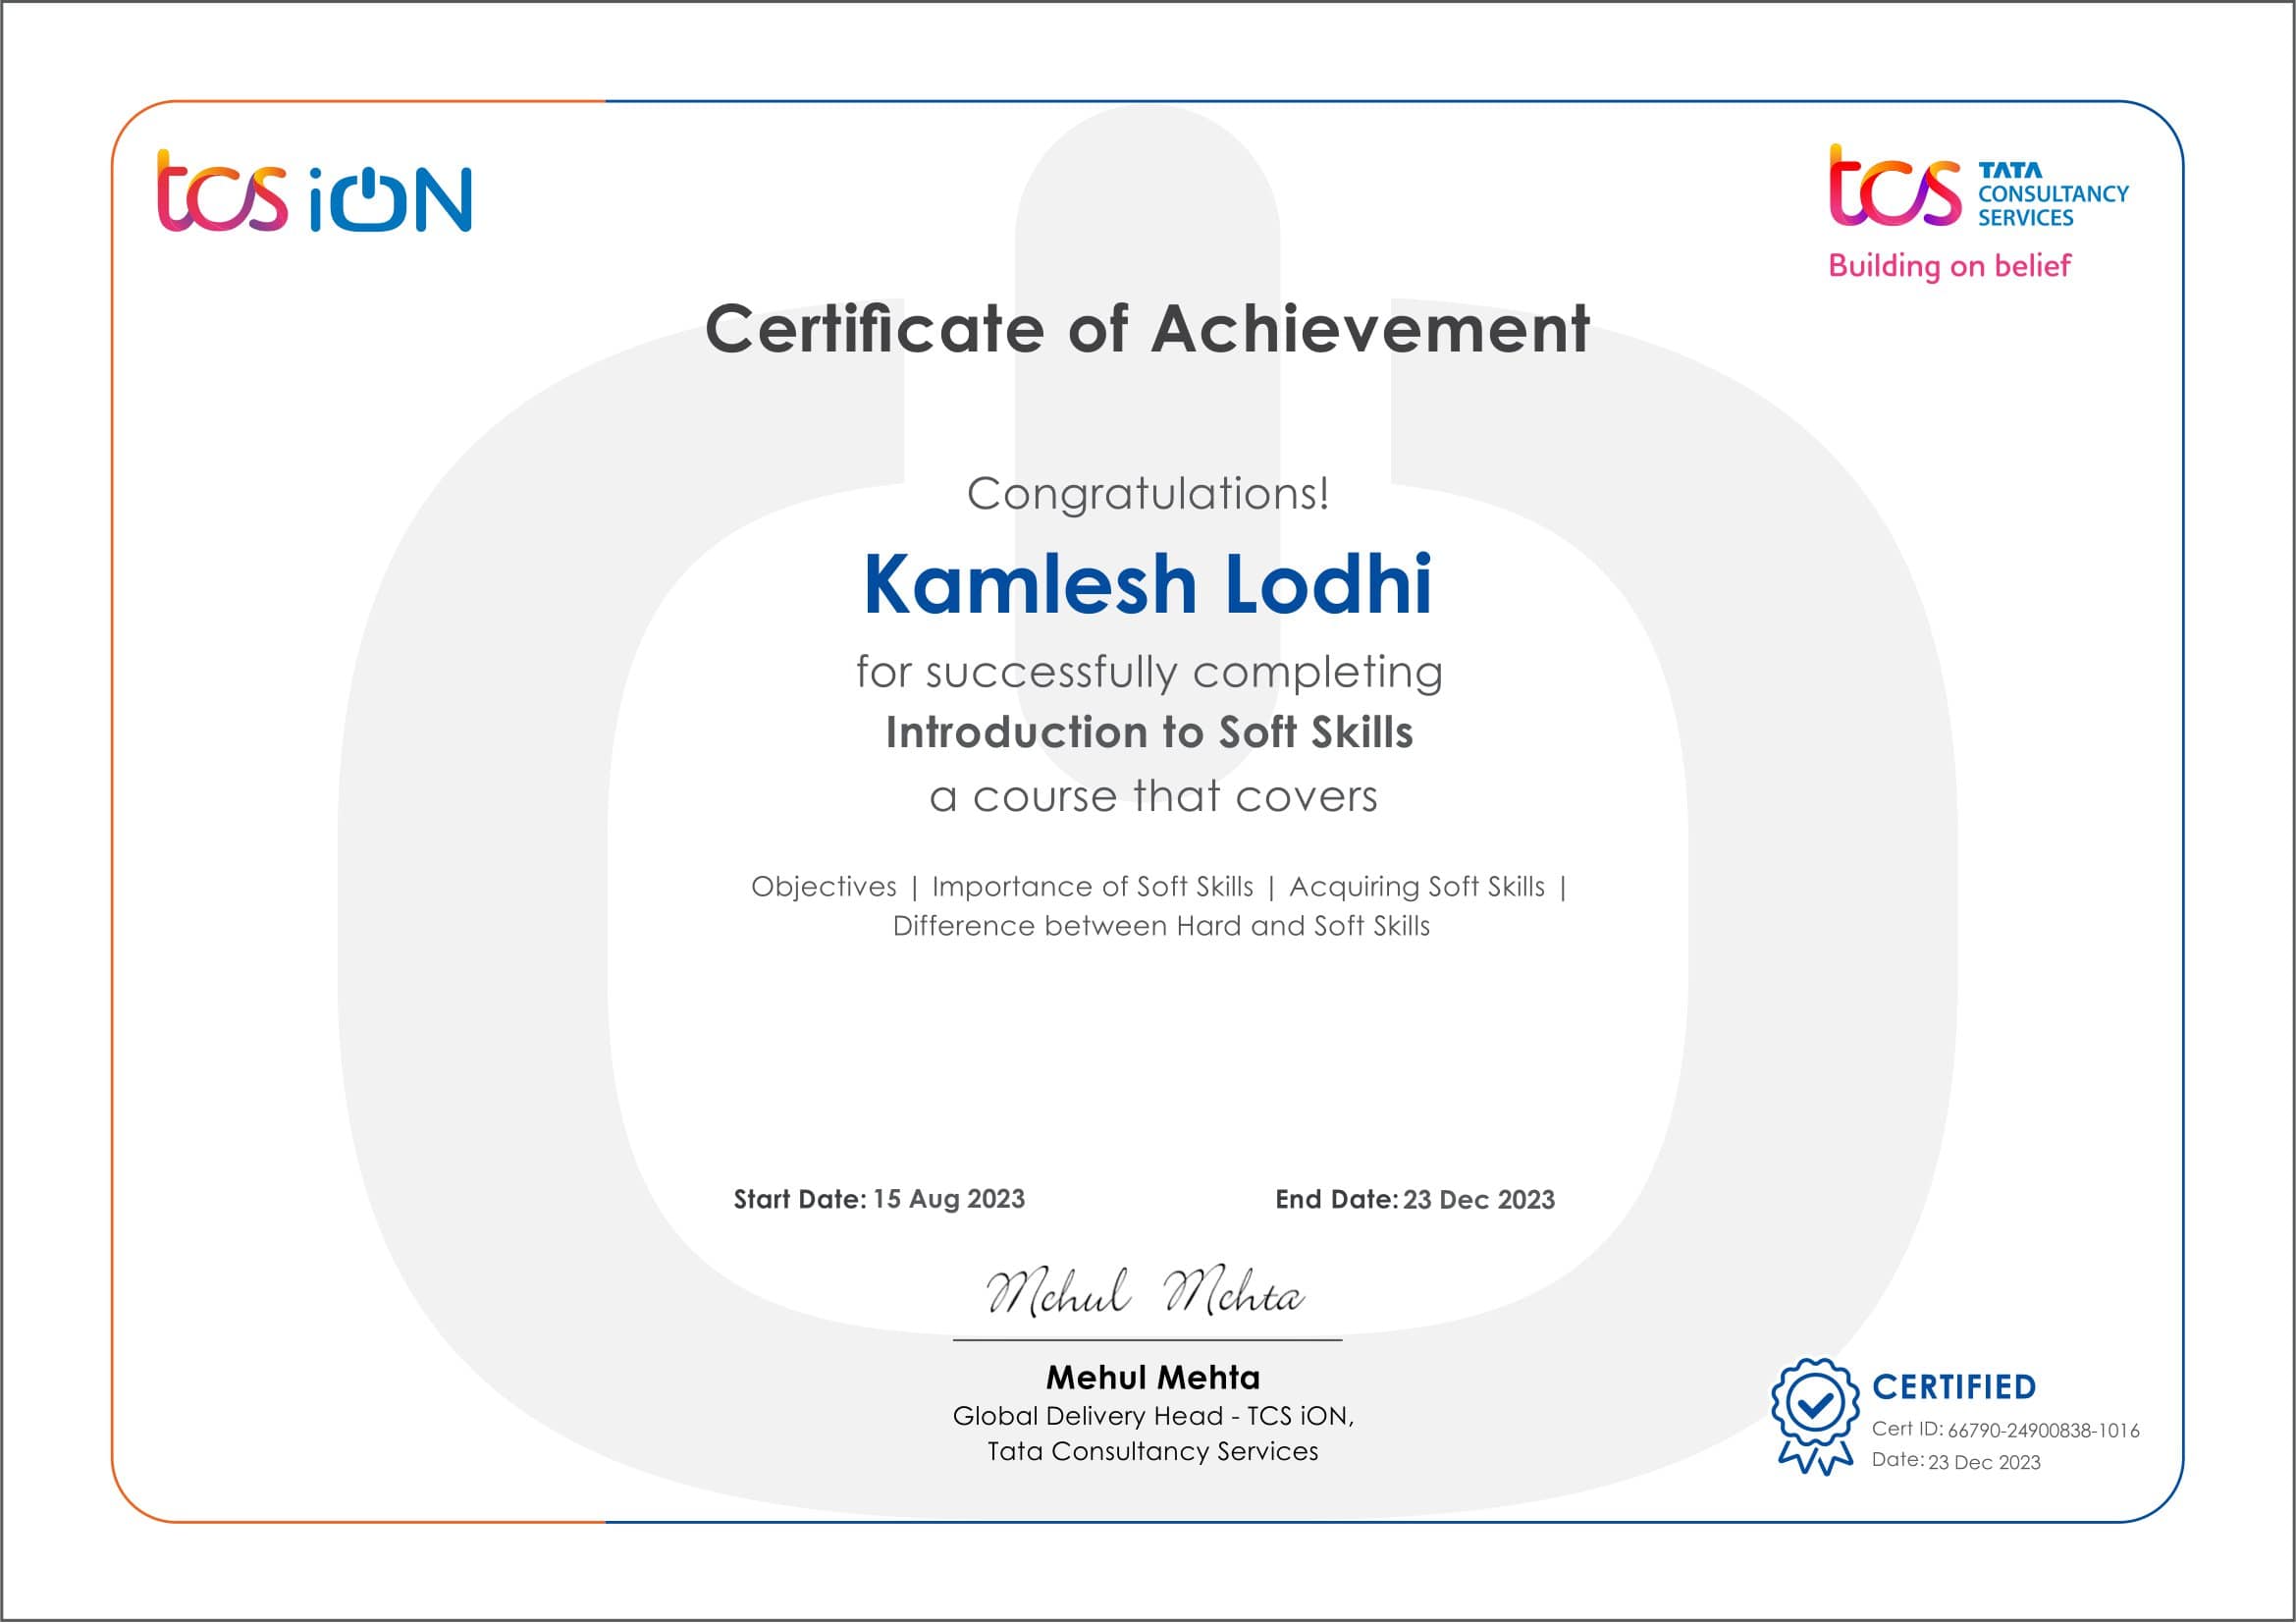 tcs iON
tcs TATA
CONSULTANCY
SERVICES
Building on belief
Certificate of Achievement
Congratulations!
Kamlesh Lodhi
for successfully completing
Introduction to Soft Skills
a course that covers
Objectives | Importance of Soft Skills | Acquiring Soft Skills |
Difference between Hard and Soft Skills
Start Date: 15 Aug 2023 End Date: 23 Dec 2023
Mehul Mehta
Mehul Mehta
Global Delivery Head - TCS iON,
Tata Consultancy Services
CERTIFIED
Cert ID: 66790-24900838-1016
Date: 23 Dec 2023